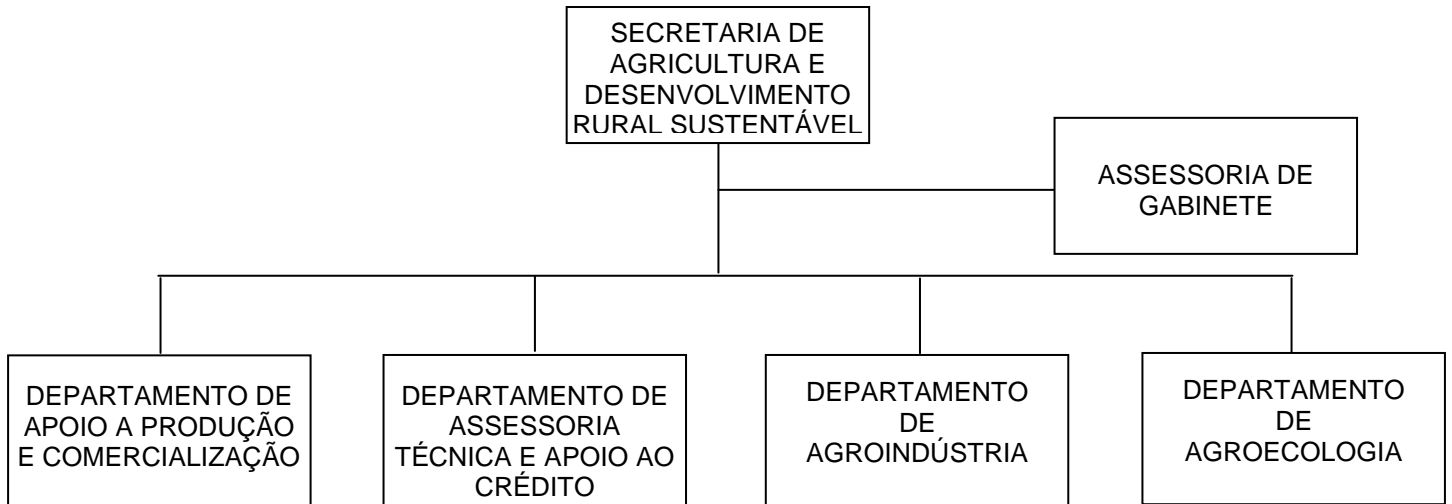 SECRETARIA DE
AGRICULTURA E
DESENVOLVIMENTO
RURAL SUSTENTÁVEL
ASSESSORIA DE
GABINETE
DEPARTAMENTO DE
APOIO A PRODUÇÃO
E COMERCIALIZAÇÃO
DEPARTAMENTO DE
ASSESSORIA
TÉCNICA E APOIO AO
CRÉDITO
DEPARTAMENTO
DE
AGROINDÚSTRIA
DEPARTAMENTO
DE
AGROECOLOGIA